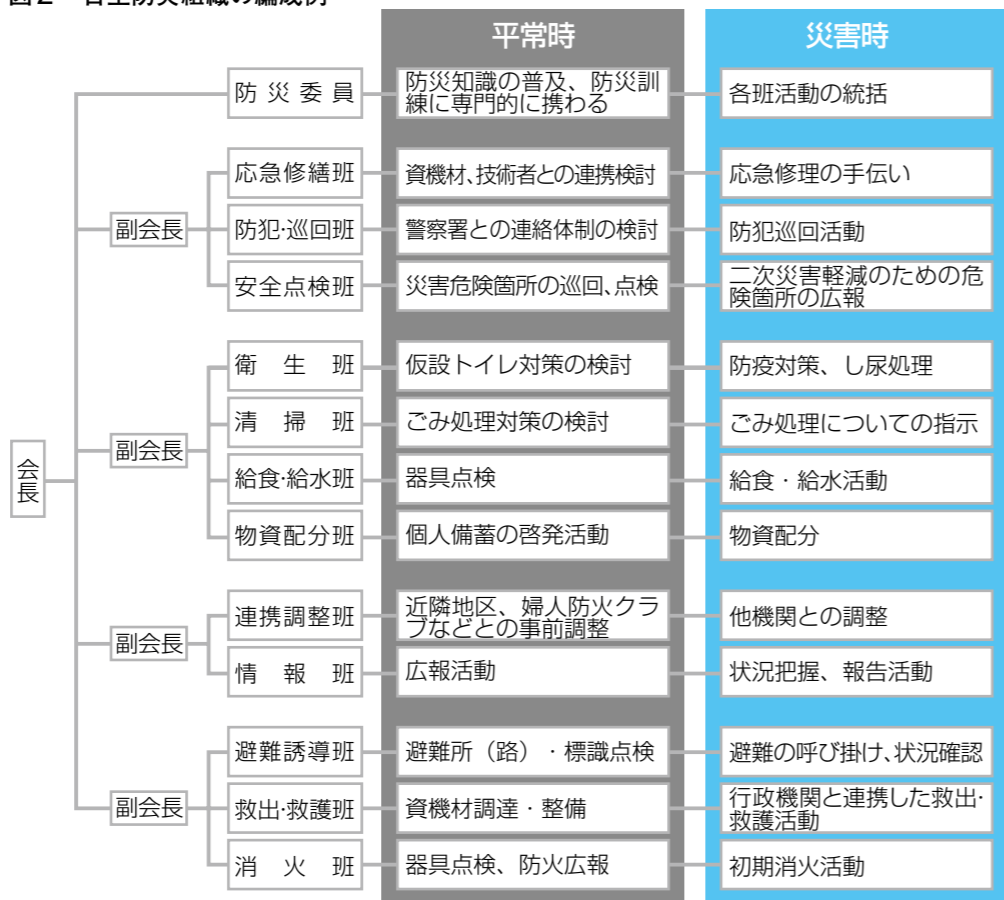 図2 自主防災組織の編成例
平常時
災害時
防災委員
防災知識の普及、防災訓
練に専門的に携わる
各班活動の統括
応急修繕班
資機材、技術者との連携検討
応急修理の手伝い
副会長
防犯・巡回班
警察署との連絡体制の検討
防犯巡回活動
安全点検班
災害危険箇所の巡回、点検
二次災害軽減のための危
険箇所の広報
衛生班
仮設トイレ対策の検討
防疫対策、し尿処理
清掃班
ごみ処理対策の検討
ごみ処理についての指示
会長
副会長
給食・給水班
器具点検
給食・給水活動
物資配分班
個人備蓄の啓発活動
物資配分
連携調整班
近隣地区、婦人防火クラ
ブなどとの事前調整
他機関との調整
副会長
情報班
広報活動
状況把握、報告活動
避難誘導班
避難所（路）・標識点検
避難の呼び掛け、状況確認
副会長
救出・救護班
資機材調達・整備
行政機関と連携した救出・
救護活動
消火班
器具点検、防火広報
初期消火活動